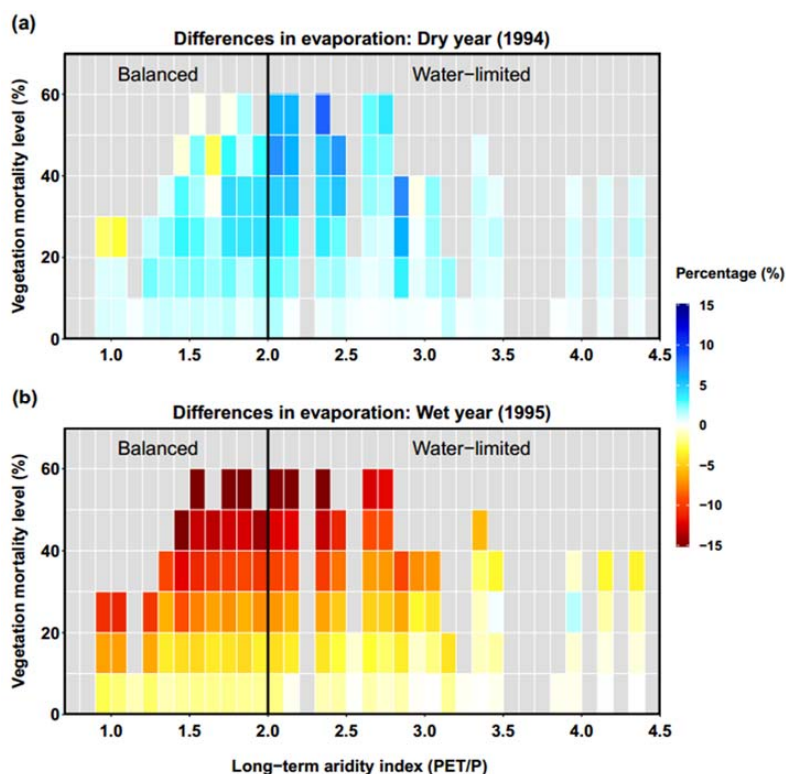 (a)
Differences in evaporation: Dry year (1994)
Balanced
Water−limited
Vegetation mortality level (%)
60
40
20
0
1.0 1.5 2.0 2.5 3.0 3.5 4.0 4.5
Percentage (%)
15
10
5
0
−5
−10
−15
(b)
Differences in evaporation: Wet year (1995)
Balanced
Water−limited
Vegetation mortality level (%)
60
40
20
0
1.0 1.5 2.0 2.5 3.0 3.5 4.0 4.5
Long−term aridity index (PET/P)